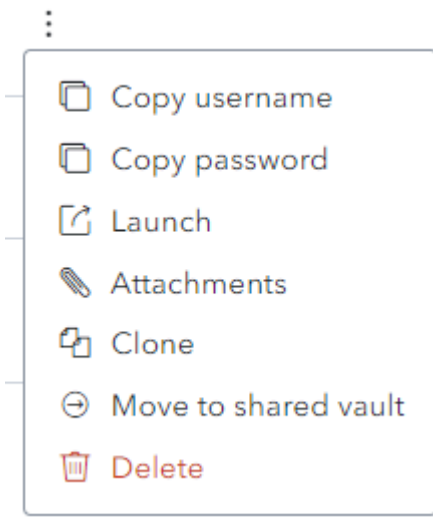 Copy username
Copy password
Launch
Attachments
Clone
Move to shared vault
Delete